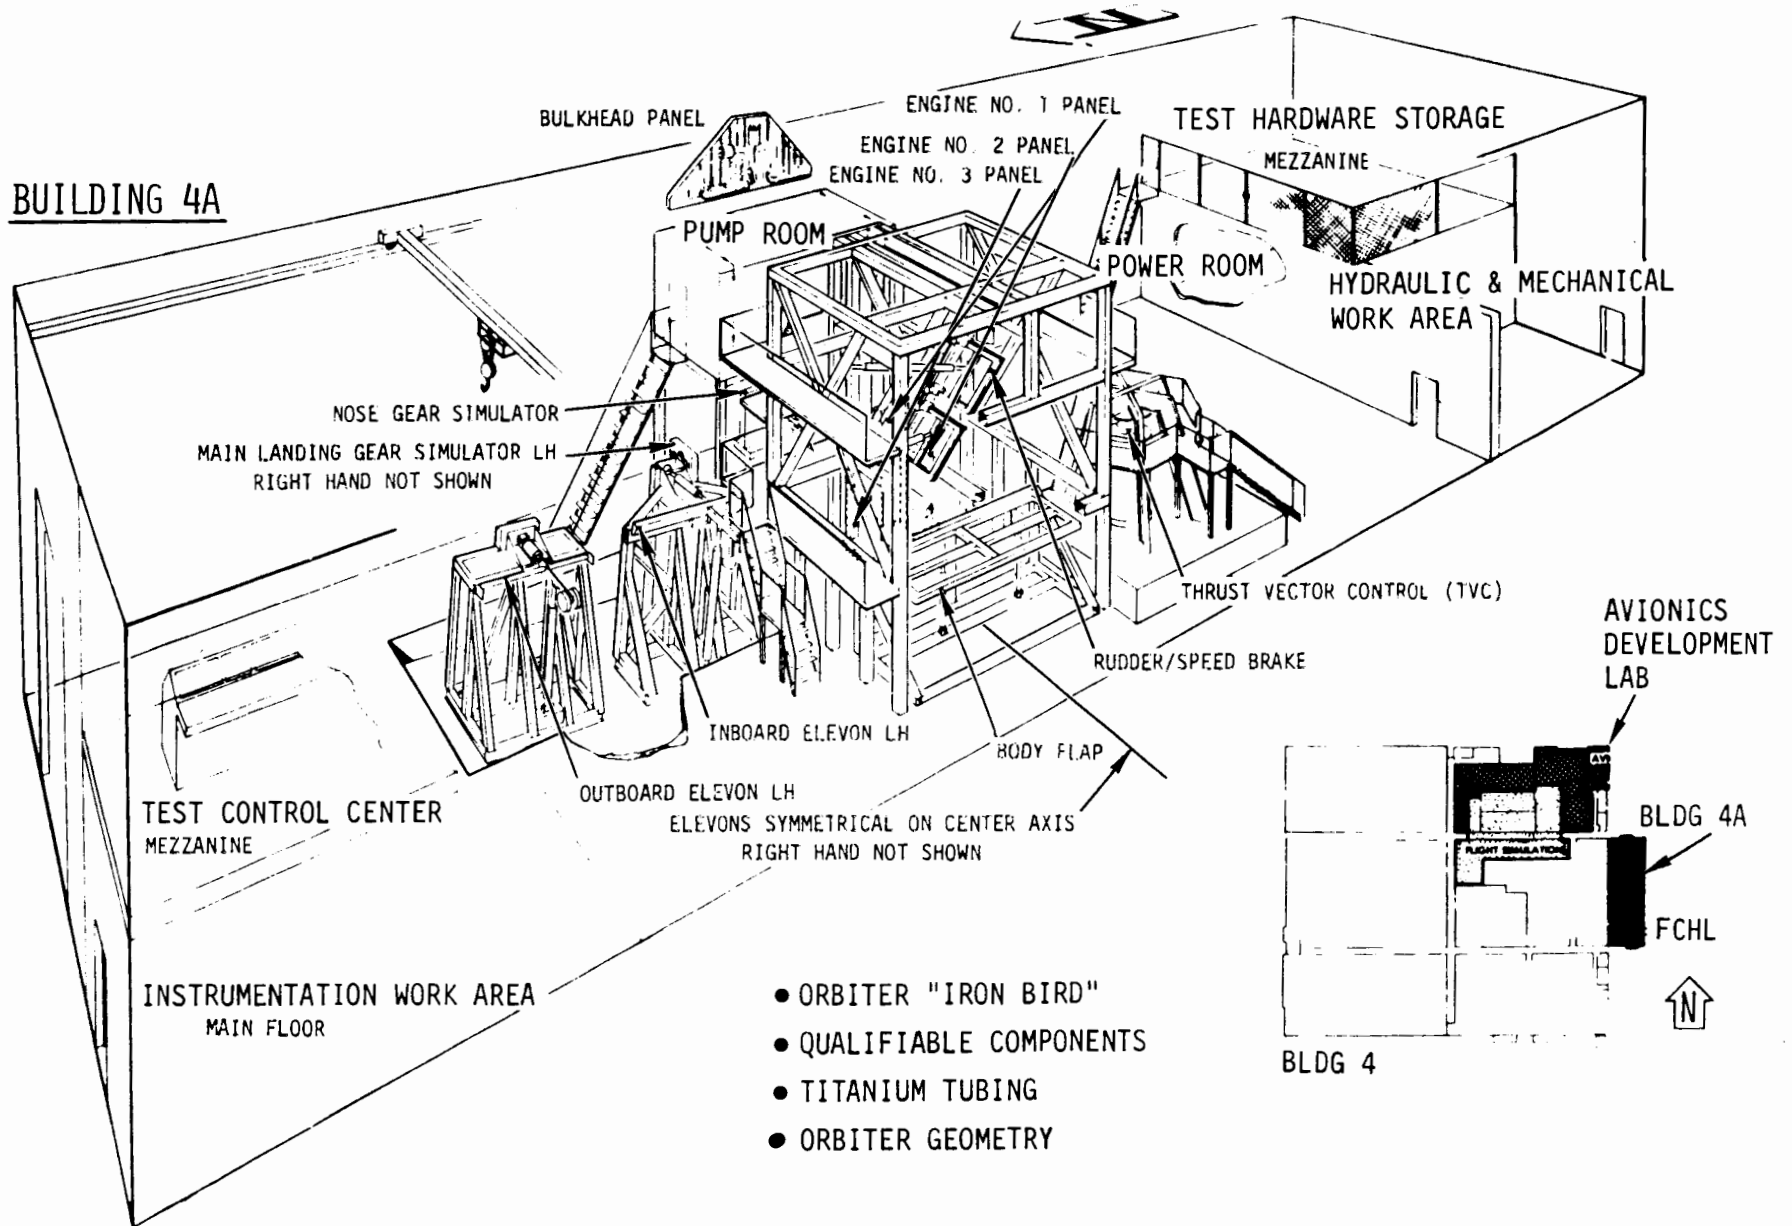 N
BULKHEAD PANEL
ENGINE NO. 1 PANEL
ENGINE NO. 2 PANEL
ENGINE NO. 3 PANEL
TEST HARDWARE STORAGE
MEZZANINE
BUILDING 4A
PUMP ROOM
POWER ROOM
HYDRAULIC & MECHANICAL
WORK AREA
NOSE GEAR SIMULATOR
MAIN LANDING GEAR SIMULATOR LH
RIGHT HAND NOT SHOWN
THRUST VECTOR CONTROL (TVC)
RUDDER/SPEED BRAKE
INBOARD ELEVON LH
BODY FLAP
OUTBOARD ELEVON LH
ELEVONS SYMMETRICAL ON CENTER AXIS
RIGHT HAND NOT SHOWN
TEST CONTROL CENTER
MEZZANINE
INSTRUMENTATION WORK AREA
MAIN FLOOR
● ORBITER "IRON BIRD"
● QUALIFIABLE COMPONENTS
● TITANIUM TUBING
● ORBITER GEOMETRY
AVIONICS
DEVELOPMENT
LAB
AV
BLDG 4A
FLIGHT SIMULATION
FCHL
N
BLDG 4